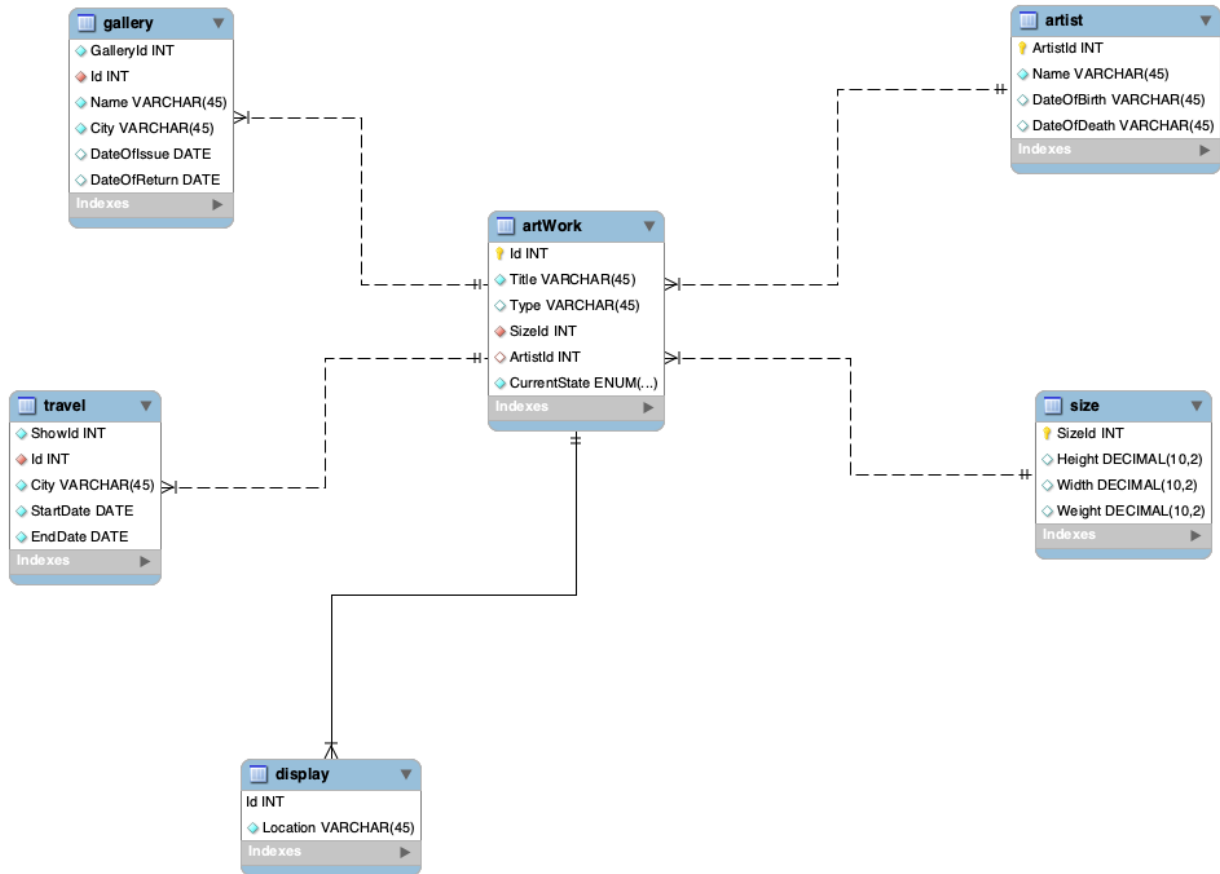 gallery
GalleryId INT
Id INT
Name VARCHAR(45)
City VARCHAR(45)
DateOfIssue DATE
DateOfReturn DATE
Indexes
artist
ArtistId INT
Name VARCHAR(45)
DateOfBirth VARCHAR(45)
DateOfDeath VARCHAR(45)
Indexes
artWork
Id INT
Title VARCHAR(45)
Type VARCHAR(45)
SizeId INT
ArtistId INT
CurrentState ENUM(...)
Indexes
travel
ShowId INT
Id INT
City VARCHAR(45)
StartDate DATE
EndDate DATE
Indexes
size
SizeId INT
Height DECIMAL(10,2)
Width DECIMAL(10,2)
Weight DECIMAL(10,2)
Indexes
display
Id INT
Location VARCHAR(45)
Indexes